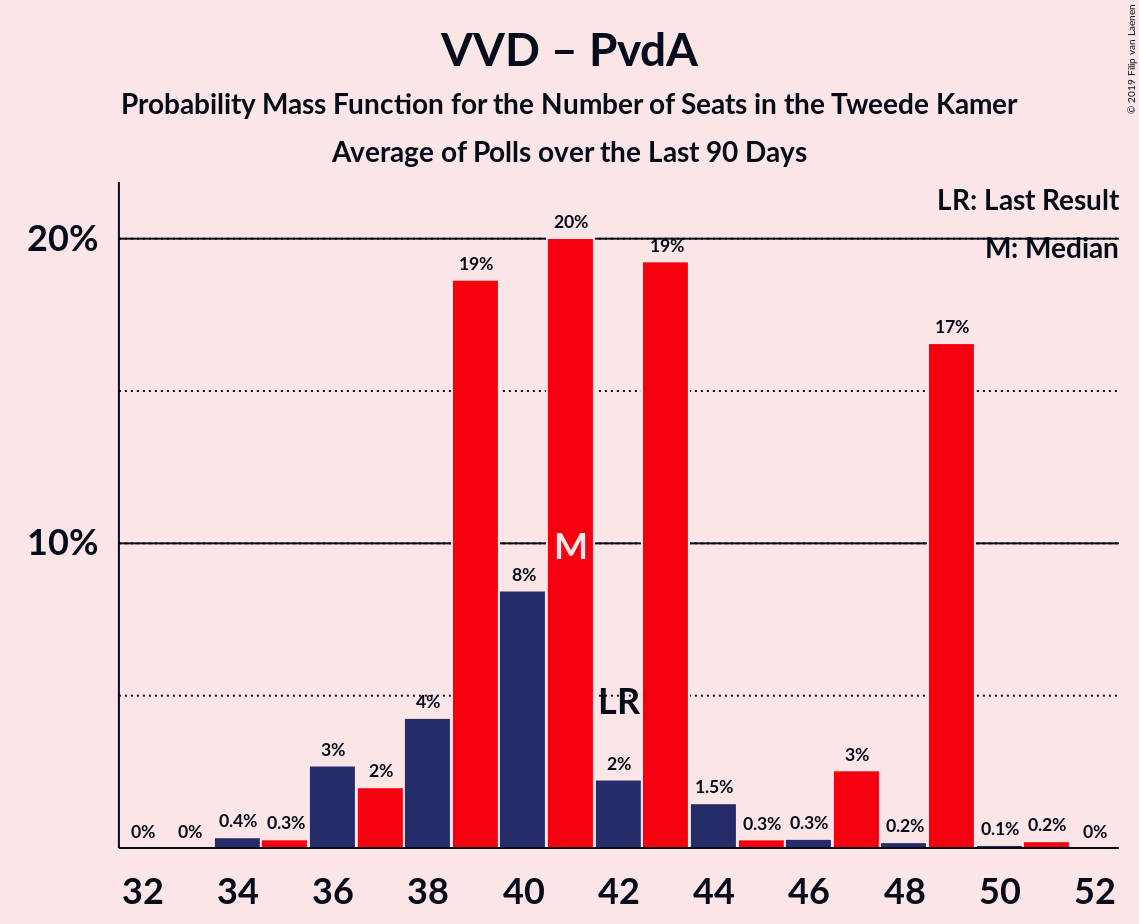 VVD – PvdA
Probability Mass Function for the Number of Seats in the Tweede Kamer
Average of Polls over the Last 90 Days
© 2019 Filip van Laenen
LR: Last Result
M: Median
20%
10%
0% 0% 0.4% 0.3% 3% 2% 4% 19% 8% 20% 2% 19% 1.5% 0.3% 0.3% 3% 0.2% 17% 0.1% 0.2% 0%
M
LR
32 34 36 38 40 42 44 46 48 50 52